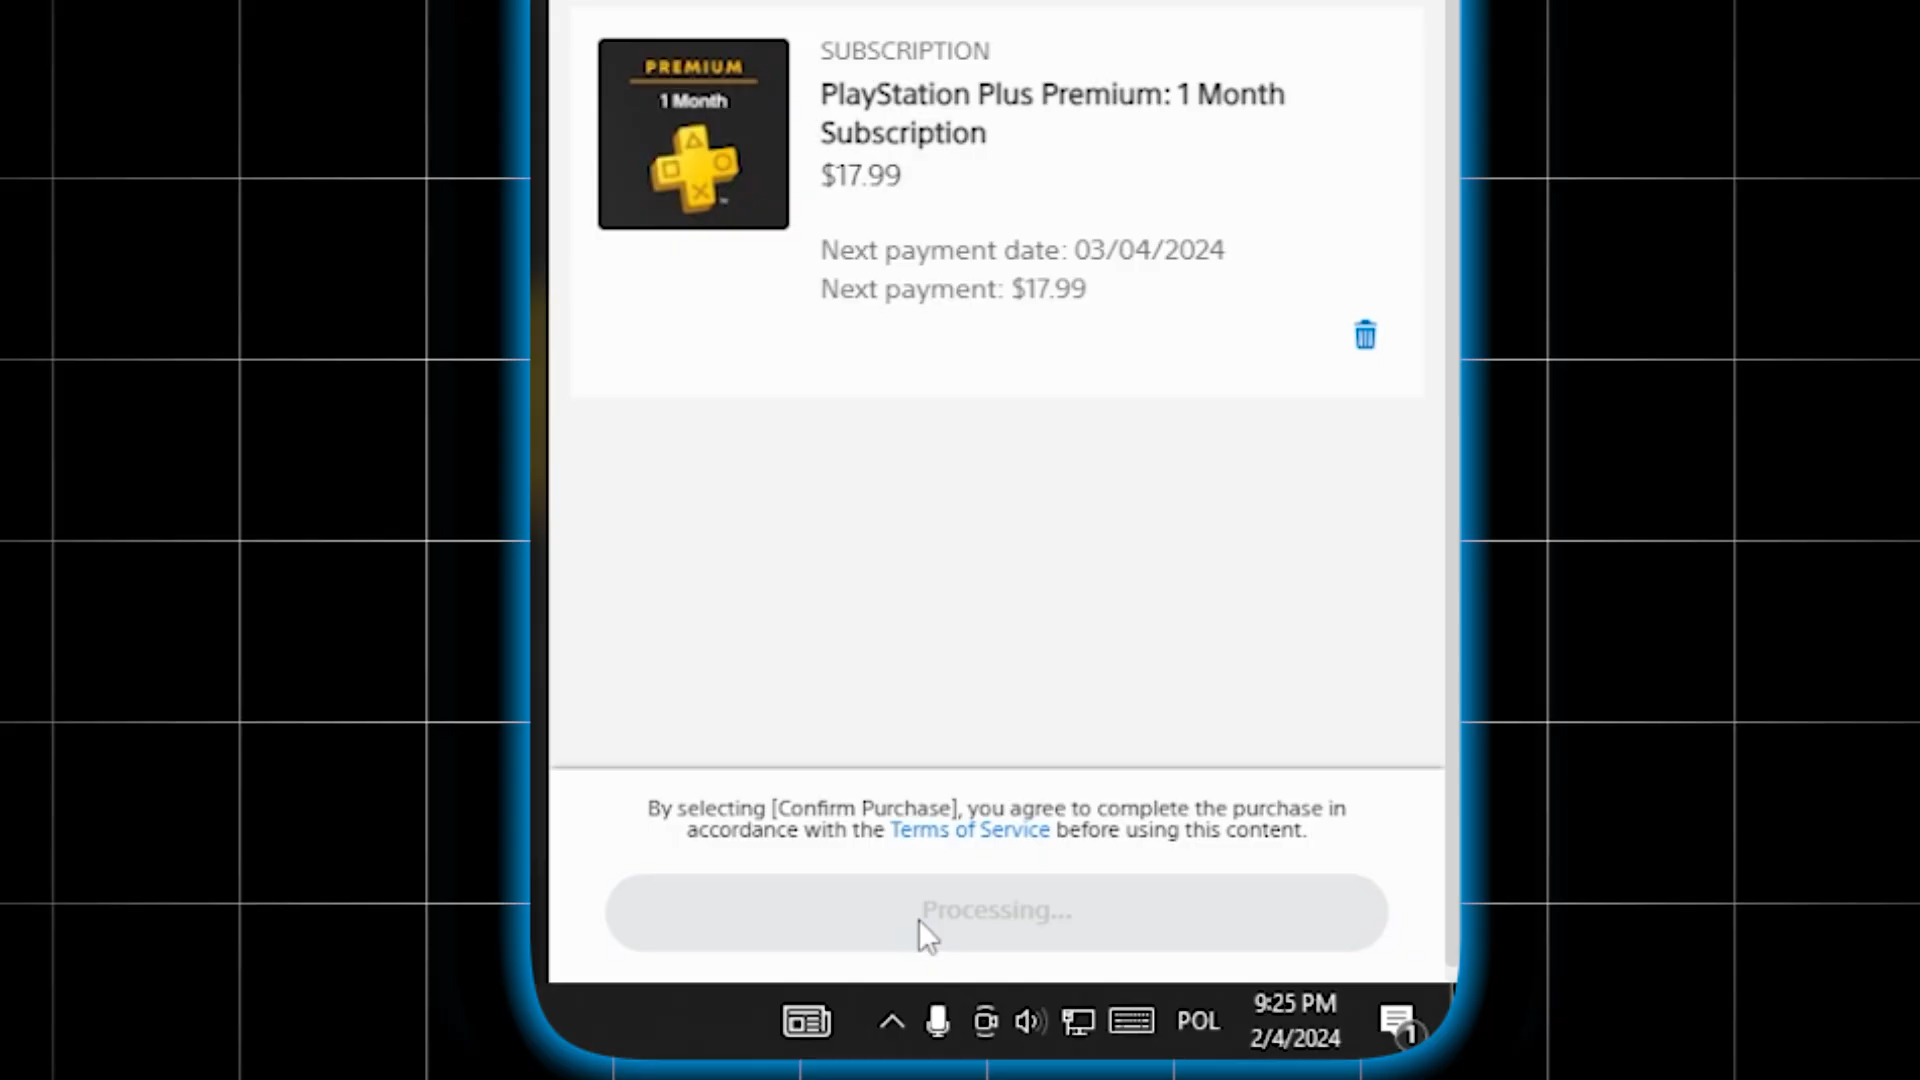 PREMIUM
1 Month
SUBSCRIPTION
PlayStation Plus Premium: 1 Month
Subscription
$17.99
Next payment date: 03/04/2024
Next payment: $17.99
By selecting [Confirm Purchase], you agree to complete the purchase in
accordance with the Terms of Service before using this content.
Processing...
POL
9:25 PM
2/4/2024
1